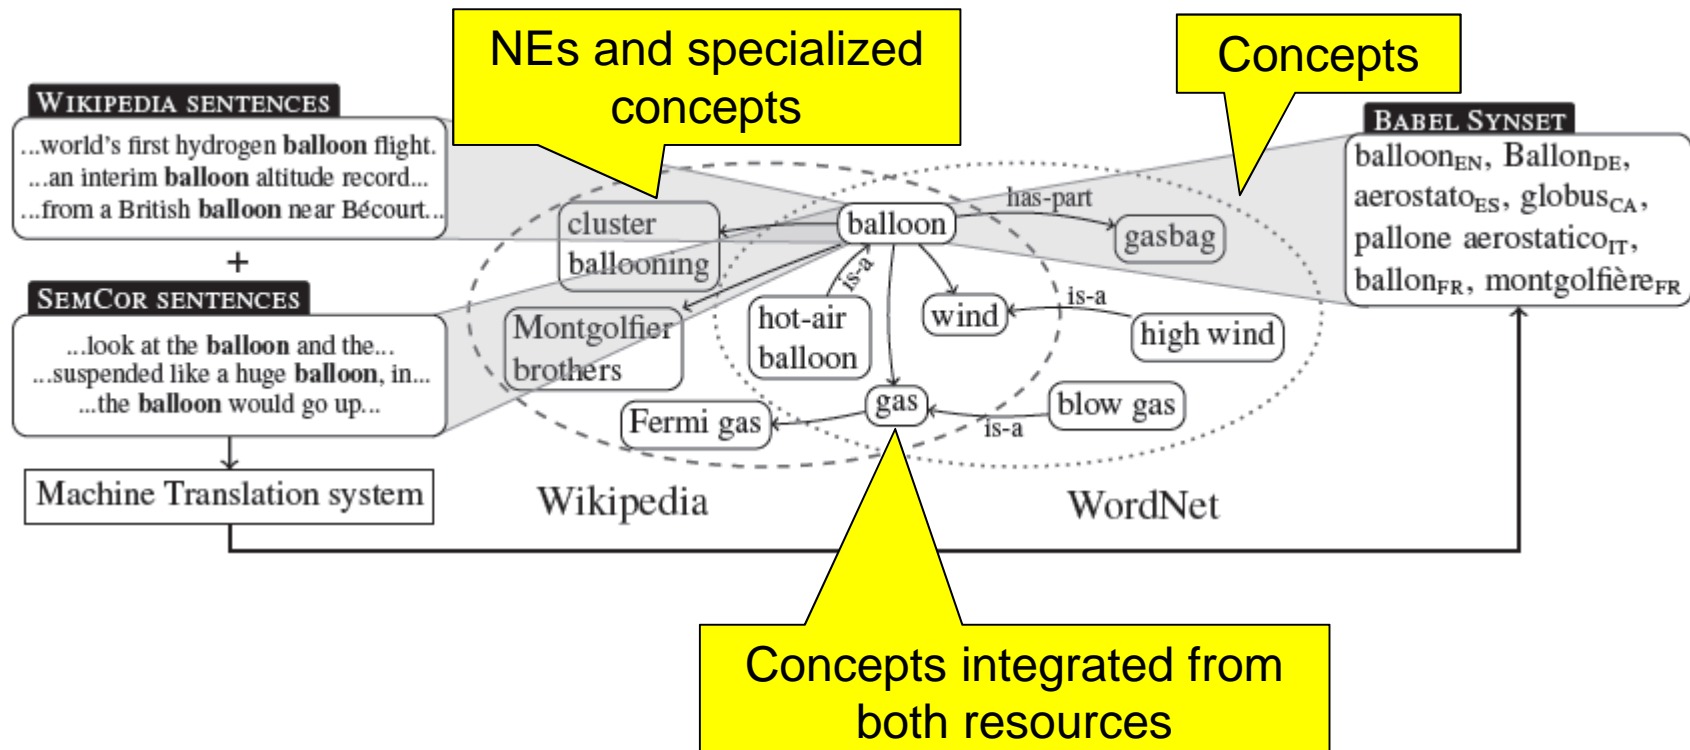 NEs and specialized
concepts
Concepts
WIKIPEDIA SENTENCES
...world's first hydrogen balloon flight.
...an interim balloon altitude record...
...from a British balloon near Bécourt...
+
SEMCOR SENTENCES
...look at the balloon and the...
...suspended like a huge balloon, in...
...the balloon would go up...
Machine Translation system
cluster
ballooning
Montgolfier
brothers
Fermi gas
balloon
is-a
hot-air
balloon
gas
wind
has-part
gasbag
is-a
high wind
is-a
blow gas
Wikipedia
WordNet
BABEL SYNSET
balloonEN, BallonDE,
aerostatoES, globusCA,
pallone aerostaticoIT,
ballonFR, montgolfièreFR
Concepts integrated from
both resources